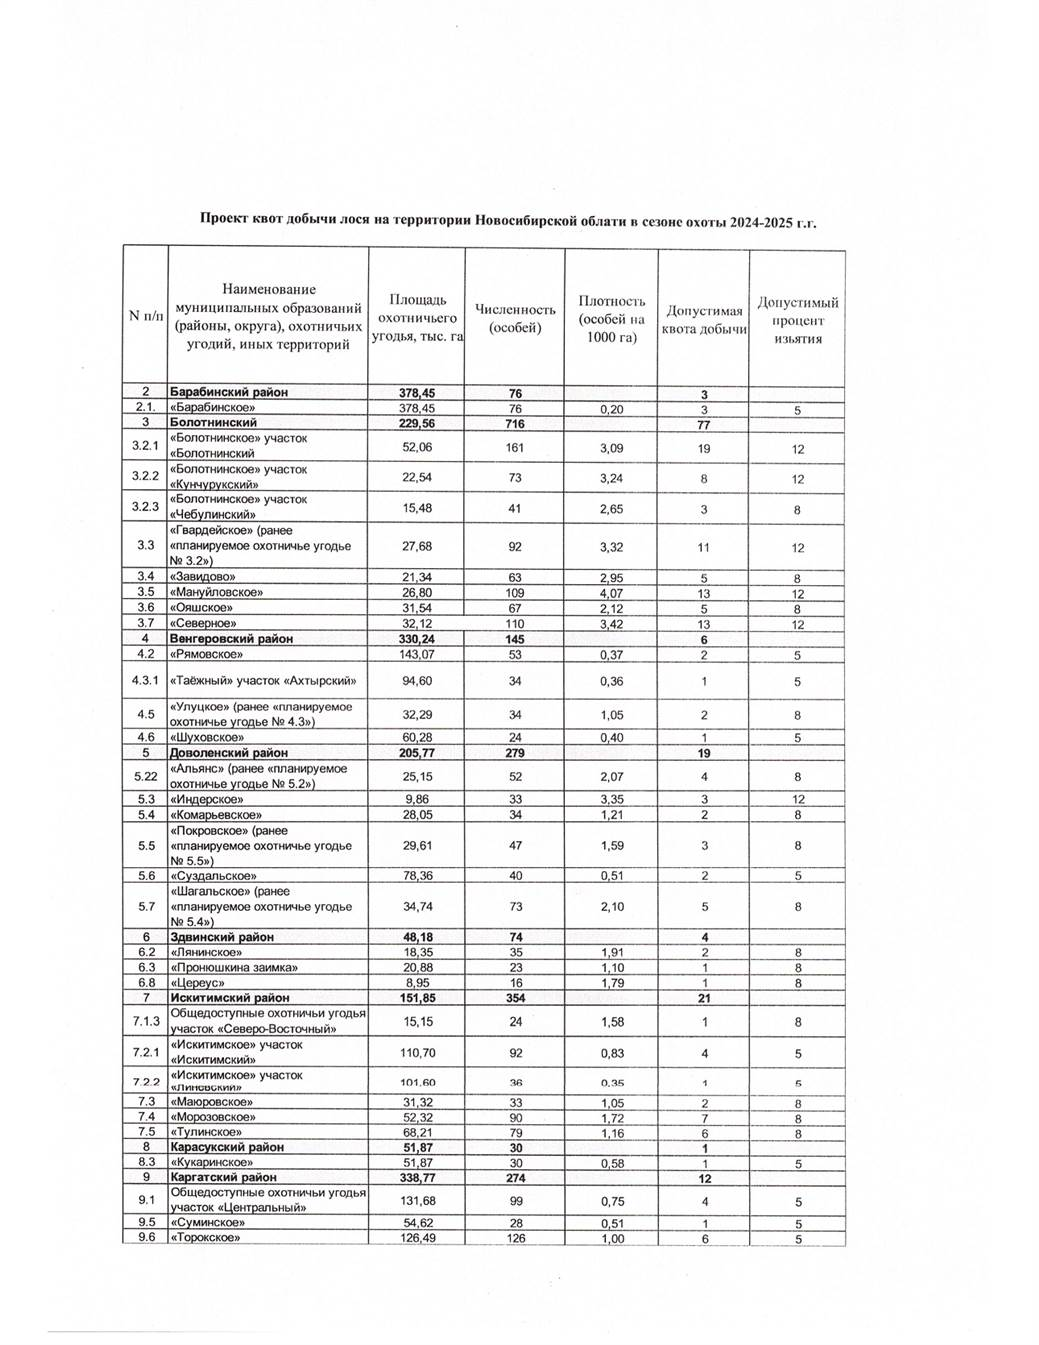 Проект квот добычи лося на территории Новосибирской облати в сезоне охоты 2024-2025 г.г.
N п/п
Наименование
муниципальных образований
(районы, округа), охотничьих
угодий, иных территорий
Площадь
охотничьего
угодья, тыс. га
Численность
(особей)
Плотность
(особей на
1000 га)
Допустимая
квота добычи
Допустимый
процент
изьятия
2 Барабинский район 378,45 76 3
2.1. «Барабинское» 378,45 76 0,20 3 5
3 Болотнинский 229,56 716 77
3.2.1 «Болотнинское» участок
«Болотнинский 52,06 161 3,09 19 12
3.2.2 «Болотнинское» участок
«Кунчурукский» 22,54 73 3,24 8 12
3.2.3 «Болотнинское» участок
«Чебулинский» 15,48 41 2,65 3 8
3.3 «Гвардейское» (ранее
«планируемое охотничье угодье
№ 3.2») 27,68 92 3,32 11 12
3.4 «Завидово» 21,34 63 2,95 5 8
3.5 «Мануйловское» 26,80 109 4,07 13 12
3.6 «Ояшское» 31,54 67 2,12 5 8
3.7 «Северное» 32,12 110 3,42 13 12
4 Венгеровский район 330,24 145 6
4.2 «Рямовское» 143,07 53 0,37 2 5
4.3.1 «Таёжный» участок «Ахтырский» 94,60 34 0,36 1 5
4.5 «Улуцкое» (ранее «планируемое
охотничье угодье № 4.3») 32,29 34 1,05 2 8
4.6 «Шуховское» 60,28 24 0,40 1 5
5 Доволенский район 205,77 279 19
5.22 «Альянс» (ранее «планируемое
охотничье угодье № 5.2») 25,15 52 2,07 4 8
5.3 «Индерское» 9,86 33 3,35 3 12
5.4 «Комарьевское» 28,05 34 1,21 2 8
5.5 «Покровское» (ранее
«планируемое охотничье угодье
№ 5.5») 29,61 47 1,59 3 8
5.6 «Суздальское» 78,36 40 0,51 2 5
5.7 «Шагальское» (ранее
«планируемое охотничье угодье
№ 5.4») 34,74 73 2,10 5 8
6 Здвинский район 48,18 74 4
6.2 «Лянинское» 18,35 35 1,91 2 8
6.3 «Пронюшкина заимка» 20,88 23 1,10 1 8
6.8 «Цереус» 8,95 16 1,79 1 8
7 Искитимский район 151,85 354 21
7.1.3 Общедоступные охотничьи угодья
участок «Северо-Восточный» 15,15 24 1,58 1 8
7.2.1 «Искитимское» участок
«Искитимский» 110,70 92 0,83 4 5
7.2.2 «Искитимское» участок
«Линевский» 101,60 36 0,35 1 5
7.3 «Маюровское» 31,32 33 1,05 2 8
7.4 «Морозовское» 52,32 90 1,72 7 8
7.5 «Тулинское» 68,21 79 1,16 6 8
8 Карасукский район 51,87 30 1
8.3 «Кукаринское» 51,87 30 0,58 1 5
9 Каргатский район 338,77 274 12
9.1 Общедоступные охотничьи угодья
участок «Центральный» 131,68 99 0,75 4 5
9.5 «Суминское» 54,62 28 0,51 1 5
9.6 «Торокское» 126,49 126 1,00 6 5